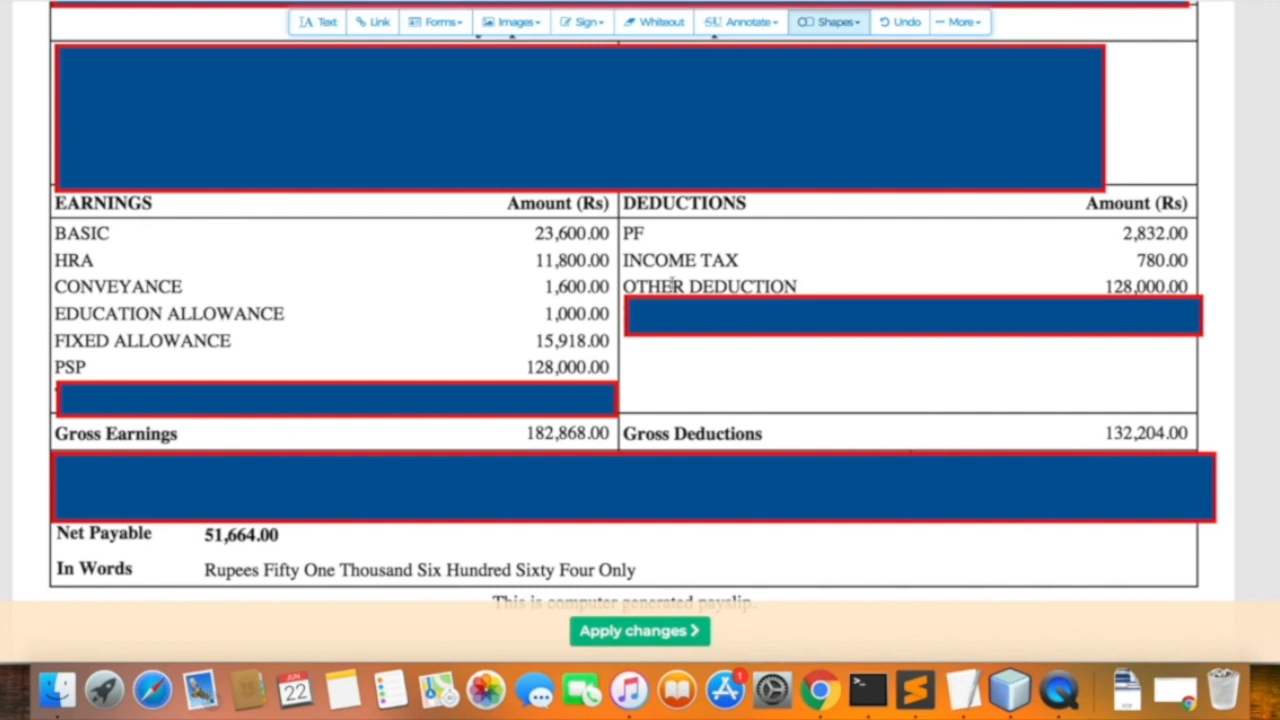 Text Link Forms Images Sign Whiteout Annotate Shapes Undo More
EARNINGS Amount (Rs) DEDUCTIONS Amount (Rs)
BASIC 23,600.00 PF 2,832.00
HRA 11,800.00 INCOME TAX 780.00
CONVEYANCE 1,600.00 OTHER DEDUCTION 128,000.00
EDUCATION ALLOWANCE 1,000.00
FIXED ALLOWANCE 15,918.00
PSP 128,000.00
Gross Earnings 182,868.00 Gross Deductions 132,204.00
Net Payable 51,664.00
In Words Rupees Fifty One Thousand Six Hundred Sixty Four Only
This is computer generated payslip.
Apply changes
JUN
22
1